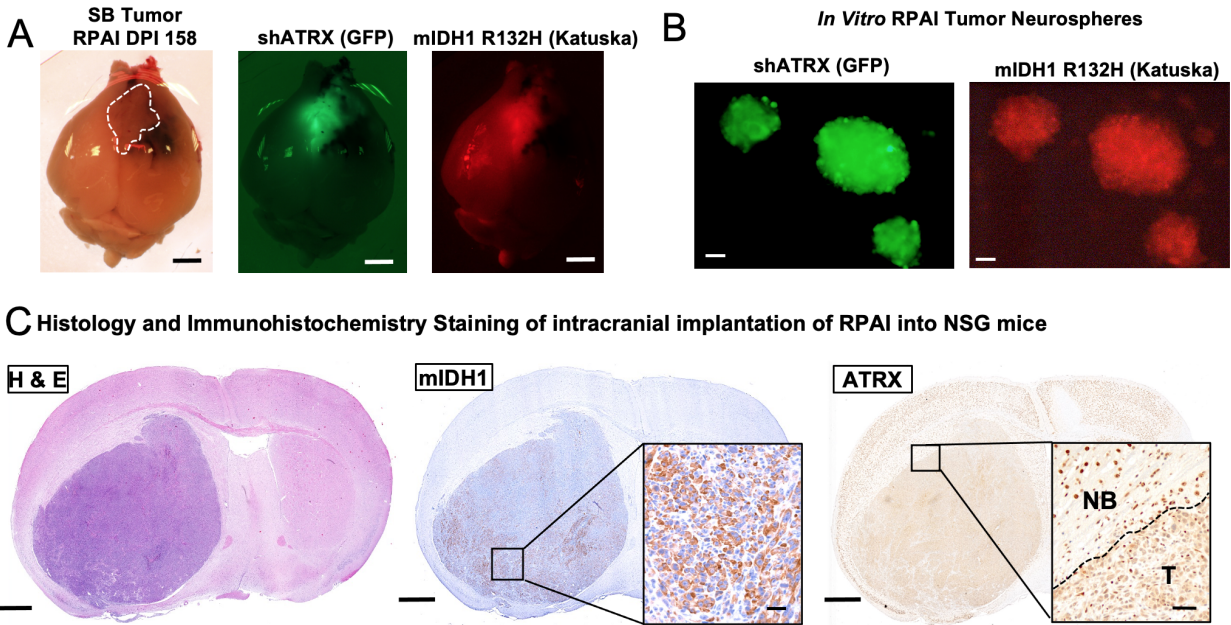 A
SB Tumor
RPAI DPI 158
shATRX (GFP)
mIDH1 R132H (Katuska)
B
In Vitro RPAI Tumor Neurospheres
shATRX (GFP)
mIDH1 R132H (Katuska)
C Histology and Immunohistochemistry Staining of intracranial implantation of RPAI into NSG mice
H & E
mIDH1
ATRX
NB
T